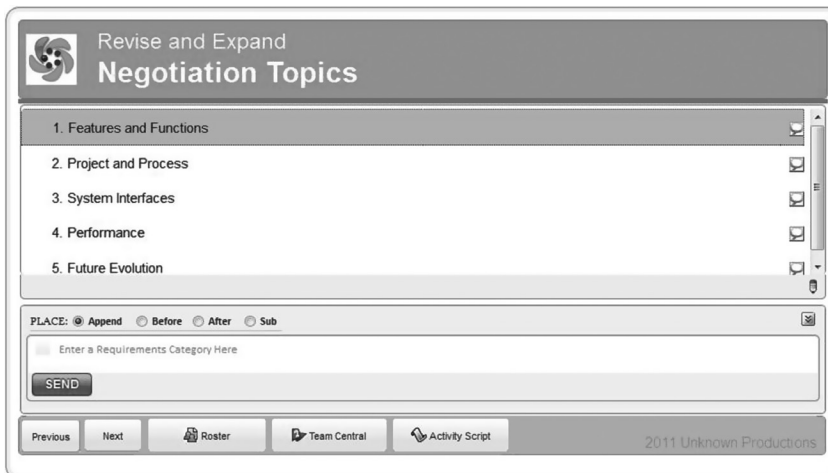 Revise and Expand
Negotiation Topics
1. Features and Functions
2. Project and Process
3. System Interfaces
4. Performance
5. Future Evolution
PLACE: Append Before After Sub
Enter a Requirements Category Here
SEND
Previous Next Roster Team Central Activity Script
2011 Unknown Productions